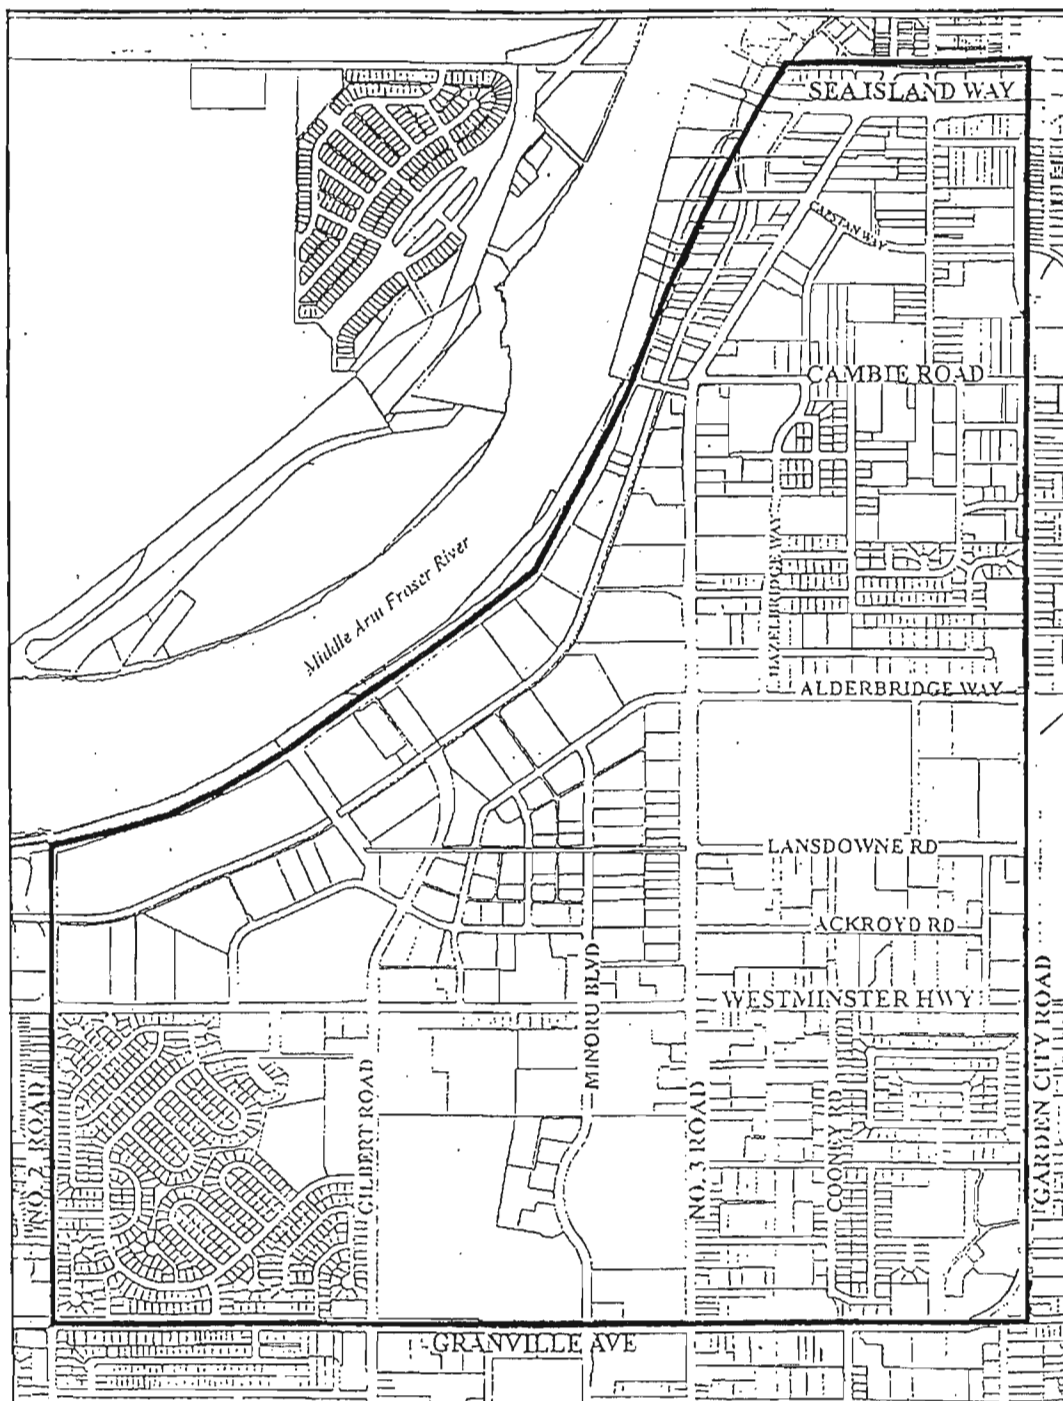 SEA ISLAND WAY
CAPSTAN WAY
CAMBIE ROAD
Middle Arm Fraser River
HAZELBRIDGE WAY
ALDERBRIDGE WAY
LANSDOWNE RD
ACKROYD RD
WESTMINSTER HWY
MINORU BLVD
NO. 2 ROAD
GILBERT ROAD
NO. 3 ROAD
COONEY RD
GARDEN CITY ROAD
GRANVILLE AVE